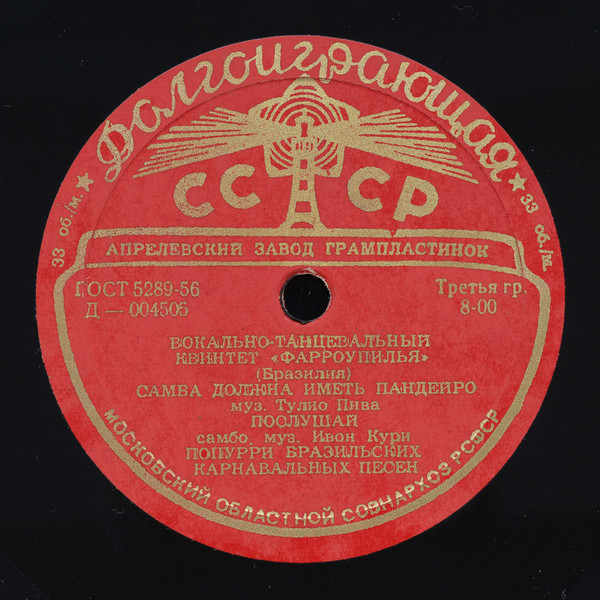 Долгоиграющая
★ 33 об./м.
★ 33 об./м.
СССР
АПРЕЛЕВСКИЙ ЗАВОД ГРАМПЛАСТИНОК
ГОСТ 5289-56
Д — 004505
Третья гр.
8-00
ВОКАЛЬНО-ТАНЦЕВАЛЬНЫЙ
КВИНТЕТ «ФАРРОУПИЛЬЯ»
(Бразилия)
САМБА ДОЛЖНА ИМЕТЬ ПАНДЕЙРО
муз. Тулио Пива
ПОСЛУШАЙ
самбо, муз. Ивон Кури
ПОПУРРИ БРАЗИЛЬСКИХ
КАРНАВАЛЬНЫХ ПЕСЕН
МОСКОВСКИЙ ОБЛАСТНОЙ СОВНАРХОЗ РСФСР